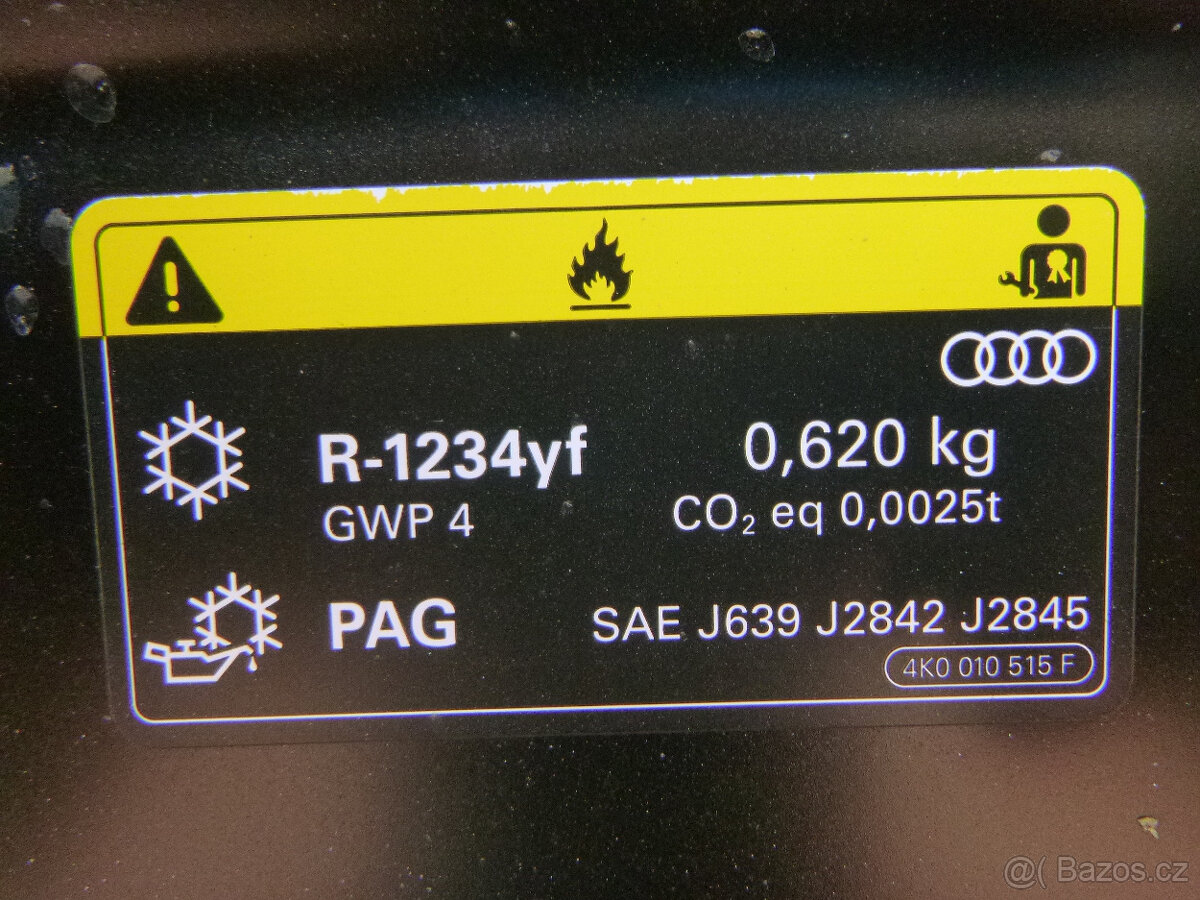 R-1234yf 0,620 kg
GWP 4 CO₂ eq 0,0025t
PAG SAE J639 J2842 J2845
4K0 010 515 F
@( Bazos.cz